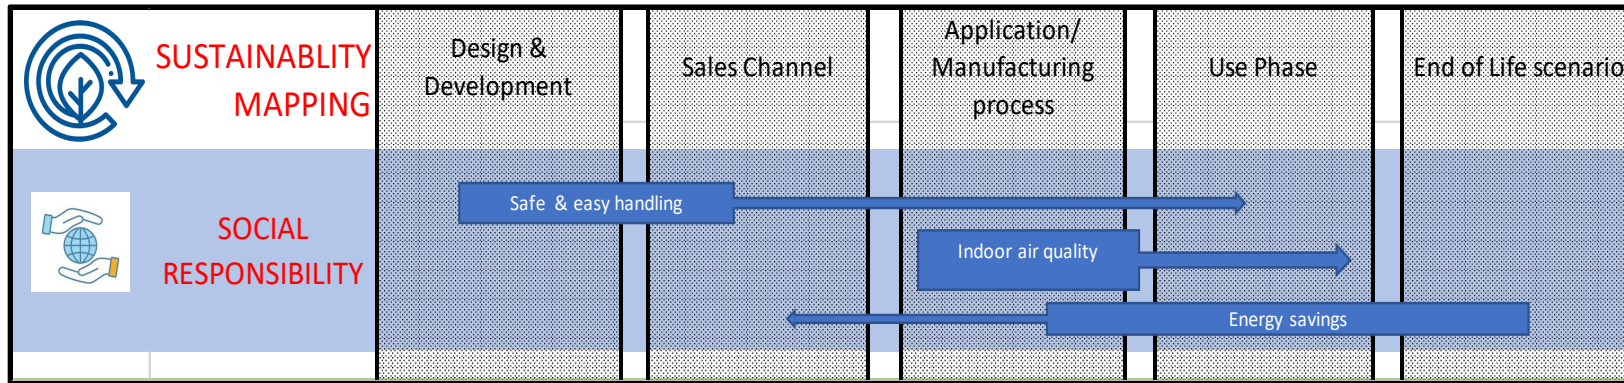 SUSTAINABLITY
MAPPING
Design &
Development
Sales Channel
Application/
Manufacturing
process
Use Phase
End of Life scenario
SOCIAL
RESPONSIBILITY
Safe & easy handling
Indoor air quality
Energy savings